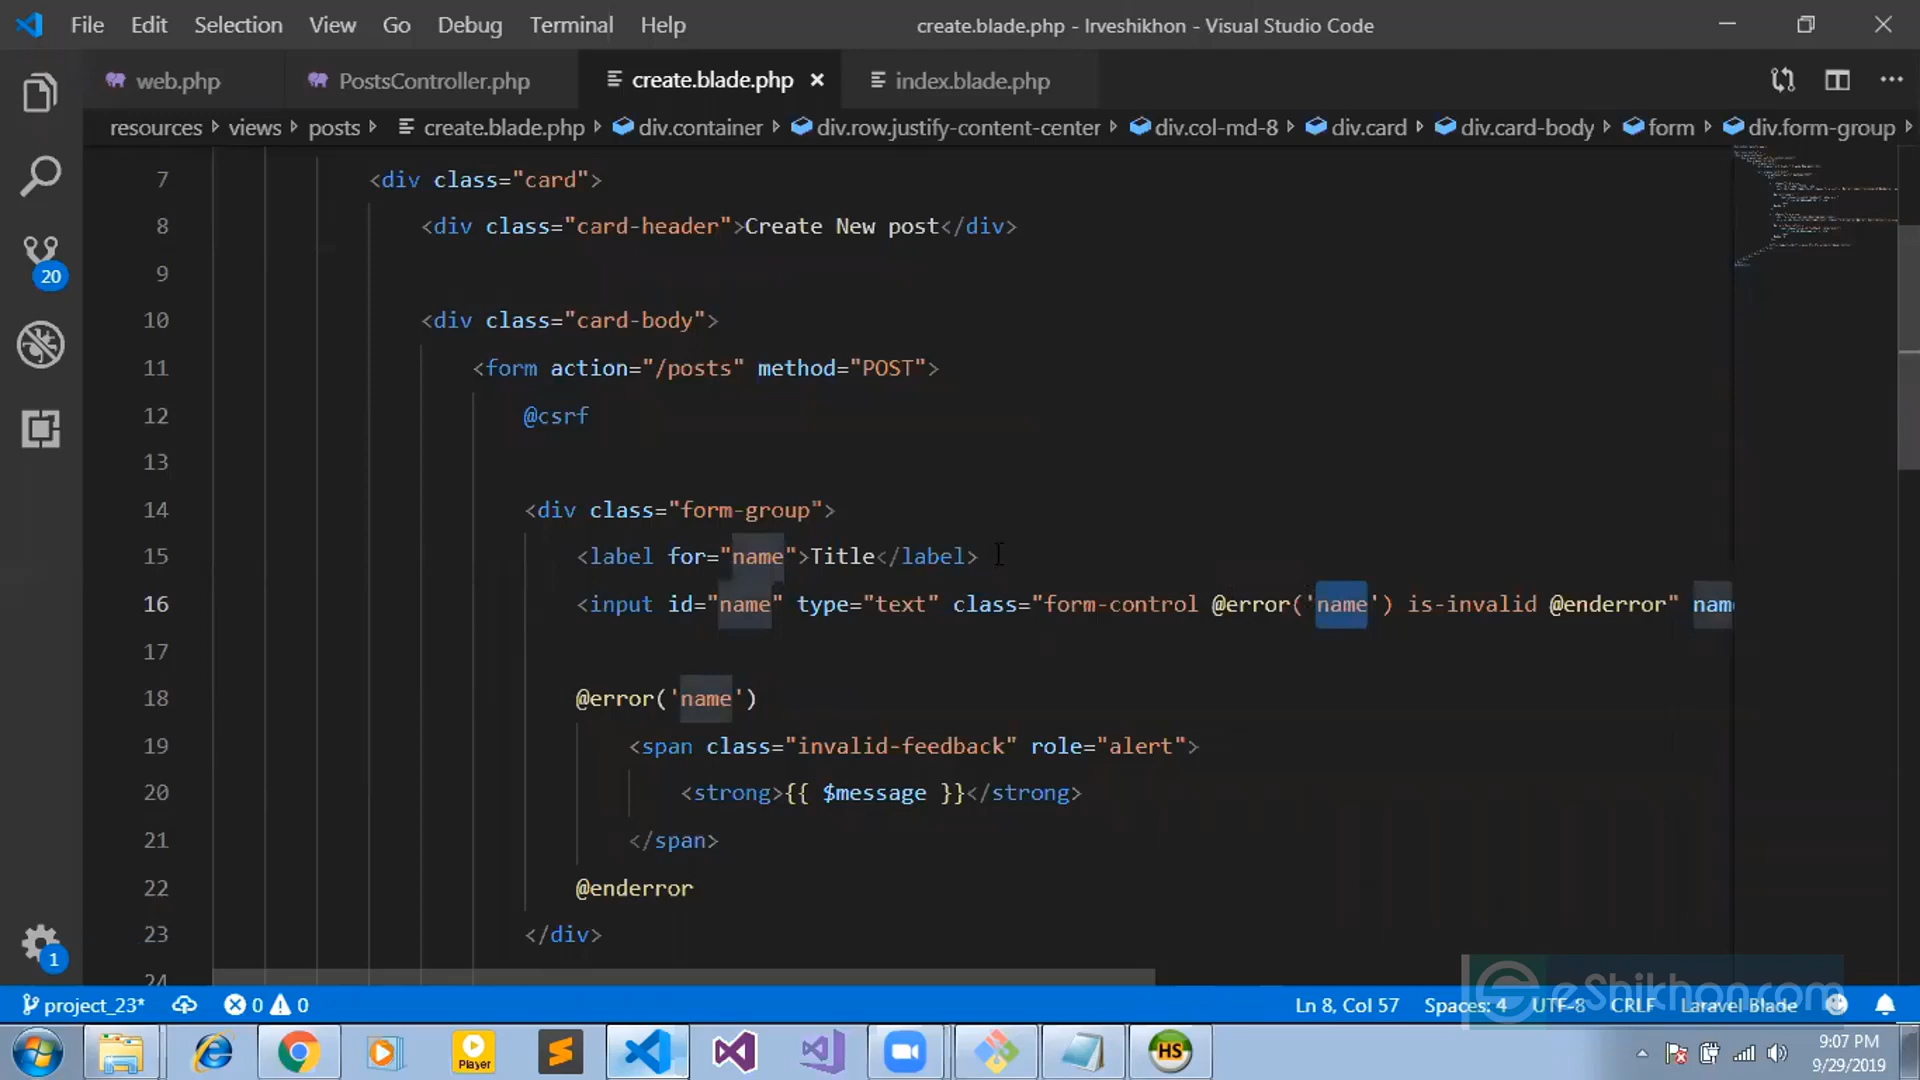 File Edit Selection View Go Debug Terminal Help
create.blade.php - Irveshikhon - Visual Studio Code
web.php PostsController.php create.blade.php × index.blade.php
resources views posts create.blade.php div.container div.row.justify-content-center div.col-md-8 div.card div.card-body form div.form-group
7 <div class="card">
8 <div class="card-header">Create New post</div>
9
10 <div class="card-body">
11 <form action="/posts" method="POST">
12 @csrf
13
14 <div class="form-group">
15 <label for="name">Title</label>
16 <input id="name" type="text" class="form-control @error('name') is-invalid @enderror" nam
17
18 @error('name')
19 <span class="invalid-feedback" role="alert">
20 <strong>{{ $message }}</strong>
21 </span>
22 @enderror
23 </div>
24
20
1
eShikhon.com
project_23* 0 0 Ln 8, Col 57 Spaces: 4 UTF-8 CRLF Laravel Blade
Player
HS
9:07 PM
9/29/2019